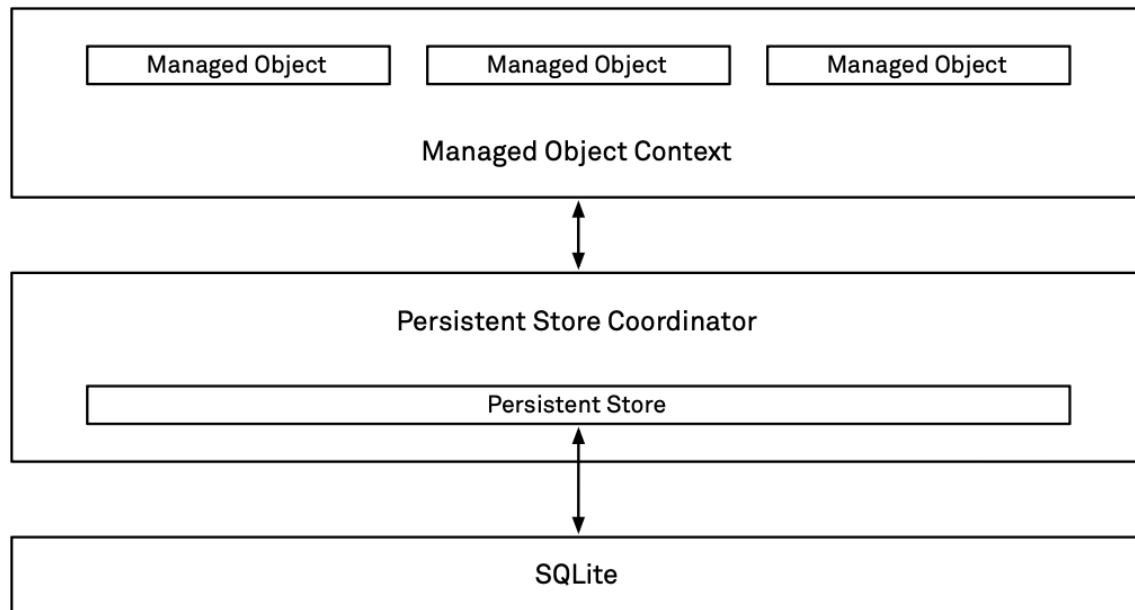 Managed Object
Managed Object
Managed Object
Managed Object Context
Persistent Store Coordinator
Persistent Store
SQLite